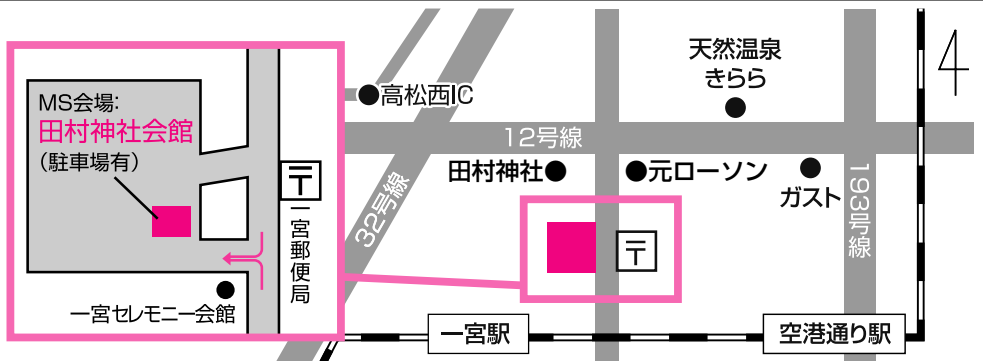 MS会場:
田村神社会館
(駐車場有)
〒
一宮郵便局
一宮セレモニー会館
高松西IC
32号線
12号線
田村神社
元ローソン
天然温泉
きらら
ガスト
193号線
〒
一宮駅
空港通り駅
4